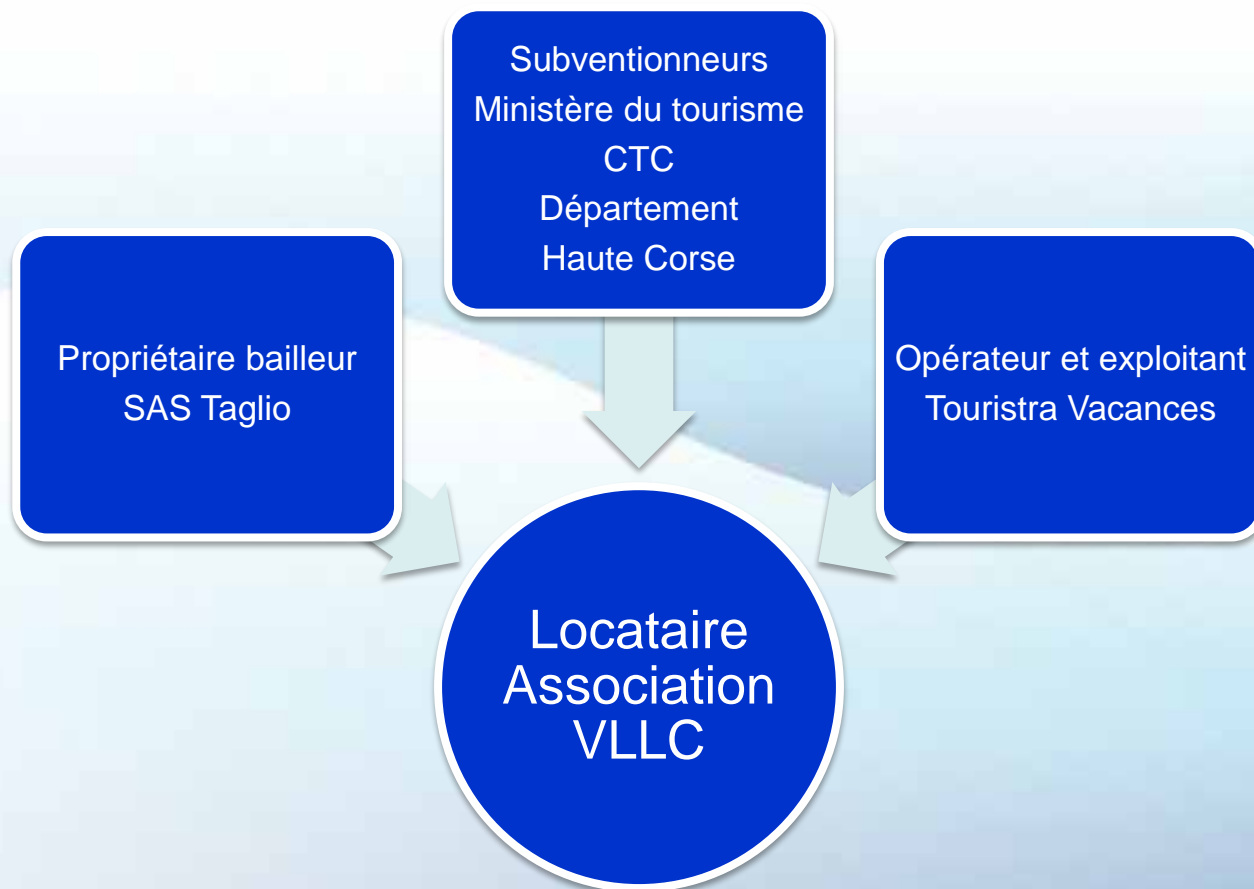 Subventionneurs
Ministère du tourisme
CTC
Département
Haute Corse
Propriétaire bailleur
SAS Taglio
Opérateur et exploitant
Touristra Vacances
Locataire
Association
VLLC